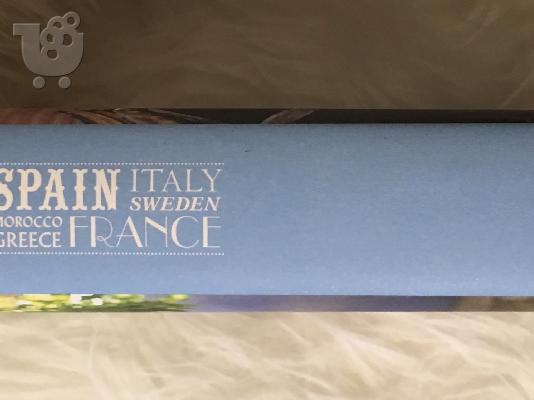 SPAIN ITALY
SWEDEN
MOROCCO
GREECE FRANCE